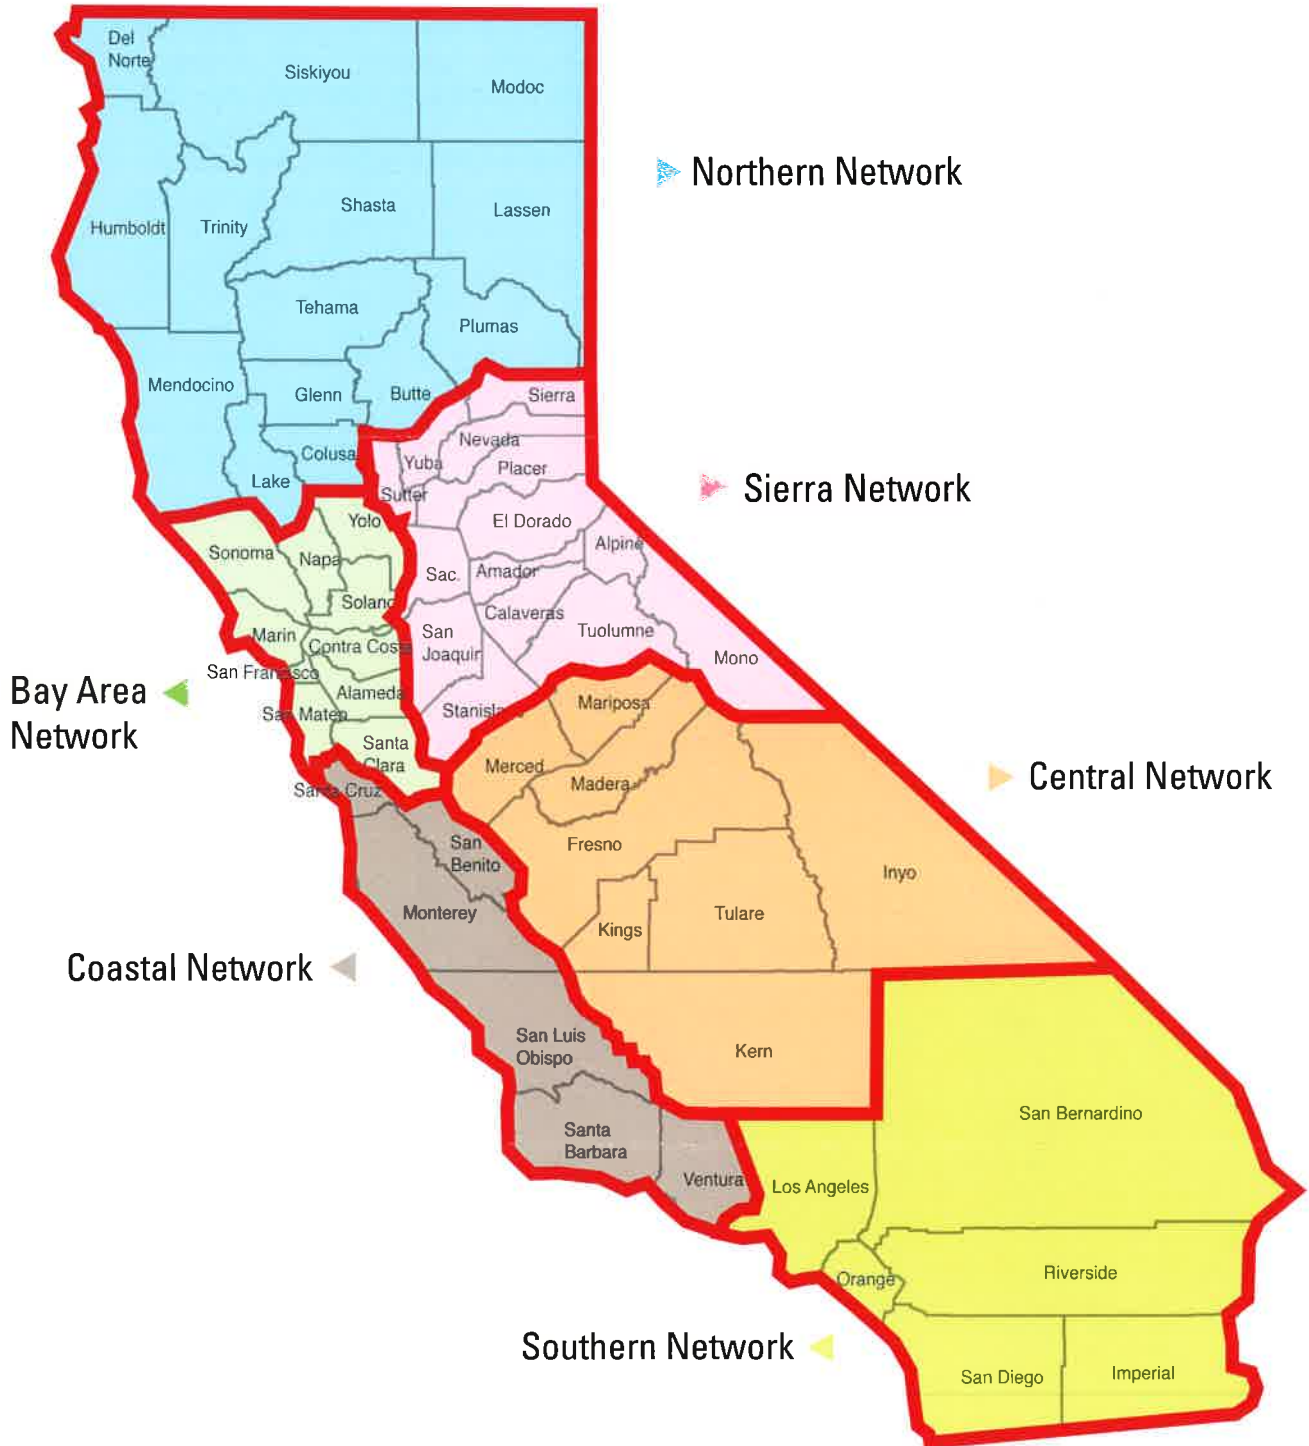 Del
Norte
Siskiyou
Modoc
Northern Network
Humboldt
Trinity
Shasta
Lassen
Tehama
Plumas
Mendocino
Glenn
Butte
Sierra
Colusa
Lake
Nevada
Yuba
Placer
Sutter
Sierra Network
Yolo
El Dorado
Sonoma
Napa
Alpine
Sac.
Amador
Solano
Calaveras
Marin
Contra Costa
San
Joaquin
Tuolumne
Mono
San Francisco
Bay Area
Network
Alameda
San Mateo
Stanislaus
Mariposa
Santa
Clara
Merced
Madera
Central Network
Santa Cruz
San
Benito
Fresno
Inyo
Monterey
Kings
Tulare
Coastal Network
San Luis
Obispo
Kern
Santa
Barbara
Ventura
Los Angeles
San Bernardino
Orange
Riverside
Southern Network
San Diego
Imperial